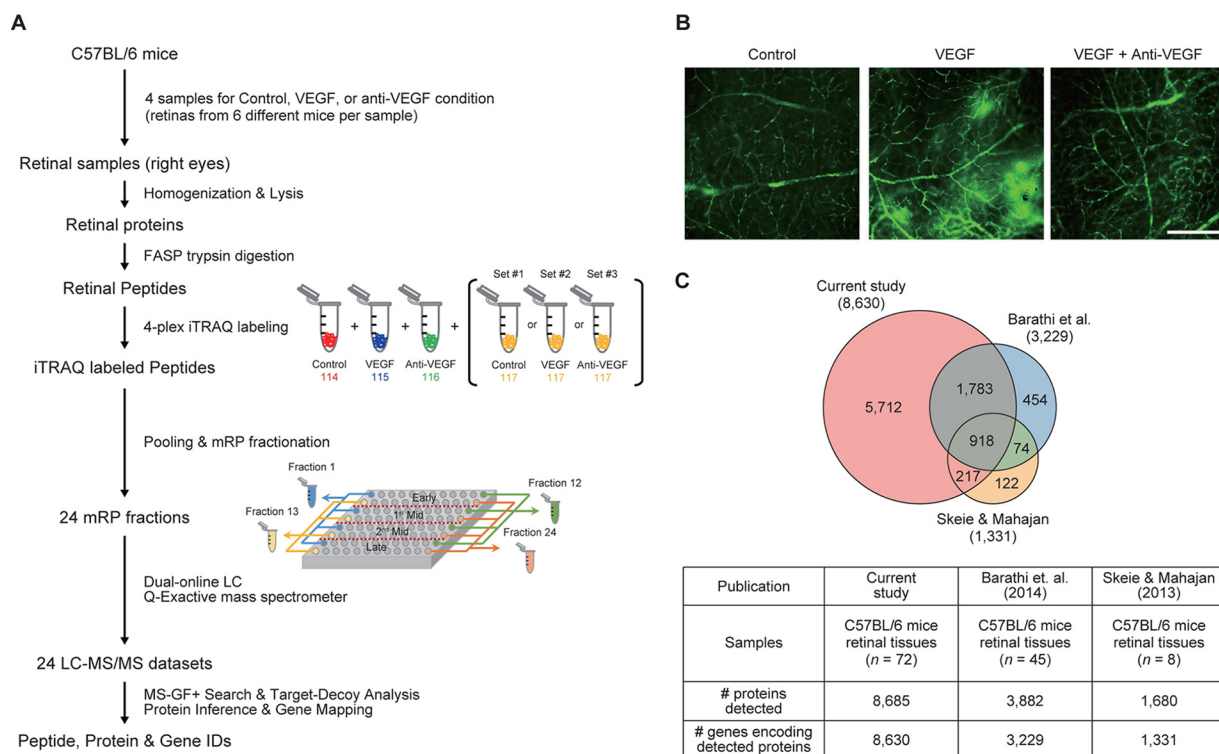 A
C57BL/6 mice
4 samples for Control, VEGF, or anti-VEGF condition
(retinas from 6 different mice per sample)
Retinal samples (right eyes)
Homogenization & Lysis
Retinal proteins
FASP trypsin digestion
Retinal Peptides
4-plex iTRAQ labeling
iTRAQ labeled Peptides
Set #1 Set #2 Set #3
+ + + or or
Control VEGF Anti-VEGF Control VEGF Anti-VEGF
114 115 116 117 117 117
Pooling & mRP fractionation
24 mRP fractions
Fraction 1
Fraction 12
Fraction 13
Fraction 24
Early
1st Mid
2nd Mid
Late
Dual-online LC
Q-Exactive mass spectrometer
24 LC-MS/MS datasets
MS-GF+ Search & Target-Decoy Analysis
Protein Inference & Gene Mapping
Peptide, Protein & Gene IDs
B
Control VEGF VEGF + Anti-VEGF
C
Current study
(8,630)
Barathi et al.
(3,229)
1,783
454
5,712
918
74
217
122
Skeie & Mahajan
(1,331)
Publication
Current
study
Barathi et. al.
(2014)
Skeie & Mahajan
(2013)
Samples
C57BL/6 mice
retinal tissues
(n = 72)
C57BL/6 mice
retinal tissues
(n = 45)
C57BL/6 mice
retinal tissues
(n = 8)
# proteins
detected
8,685
3,882
1,680
# genes encoding
detected proteins
8,630
3,229
1,331